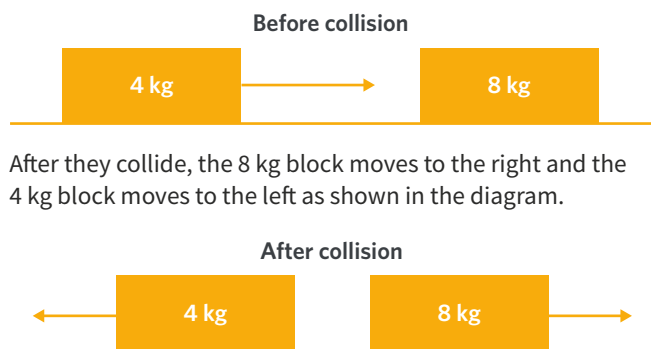 Before collision
4 kg 8 kg
After they collide, the 8 kg block moves to the right and the
4 kg block moves to the left as shown in the diagram.
After collision
4 kg 8 kg